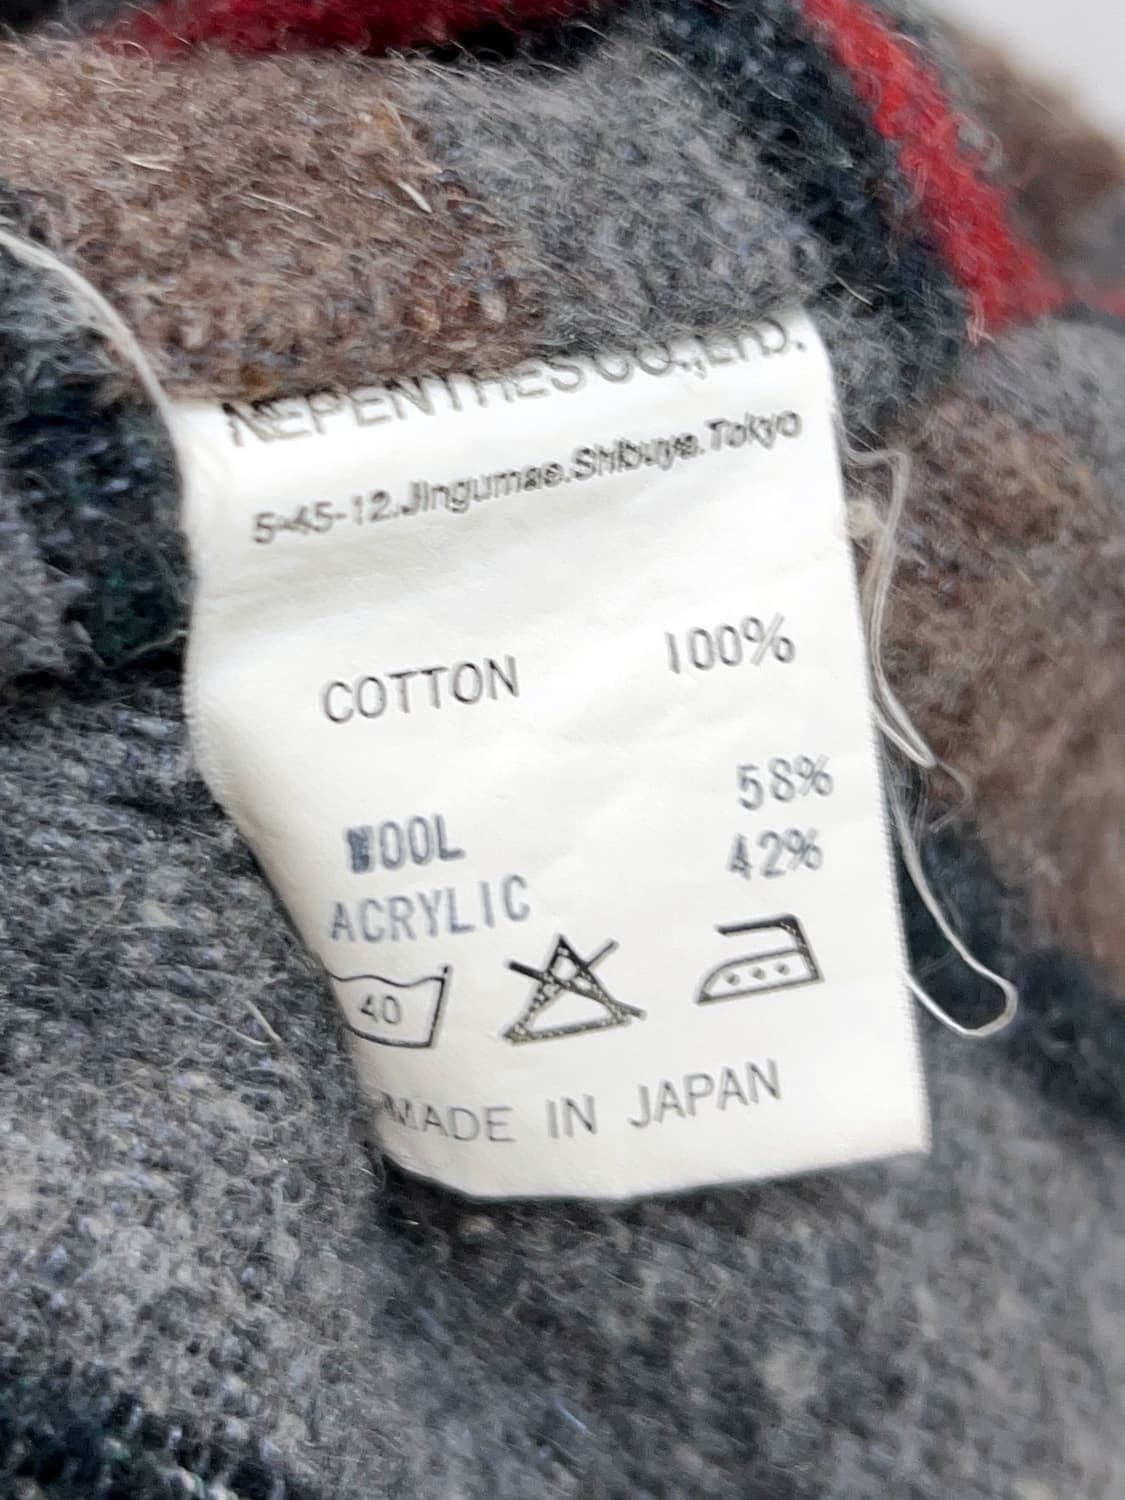 NEPENTHES CO.,LTD.
5-45-12.Jingumae.Shibuya.Tokyo
COTTON 100%
WOOL 58%
ACRYLIC 42%
40
MADE IN JAPAN